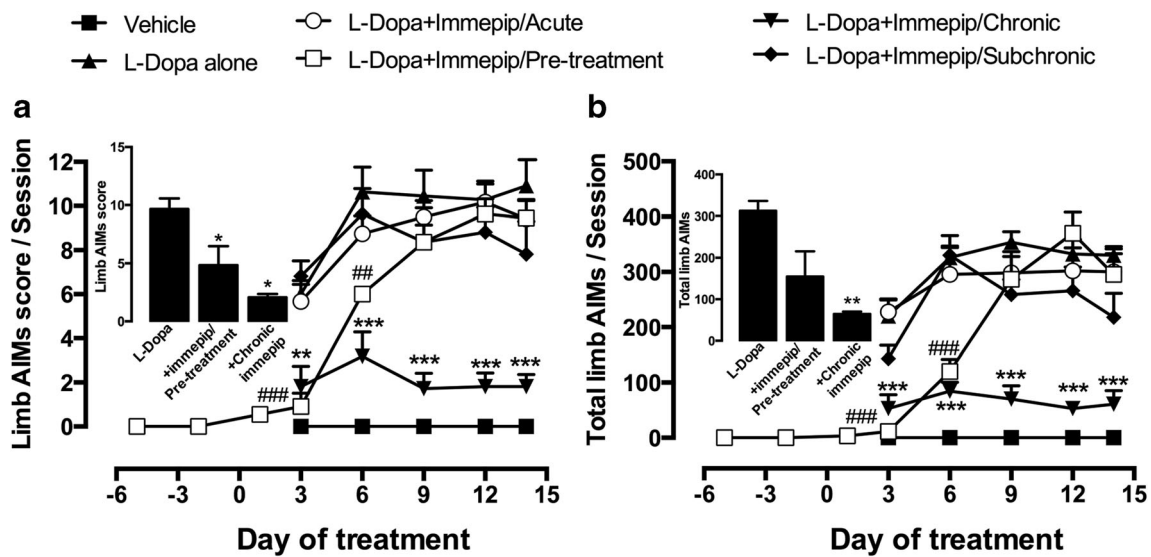 Vehicle
L-Dopa alone
L-Dopa+Immepip/Acute
L-Dopa+Immepip/Pre-treatment
L-Dopa+Immepip/Chronic
L-Dopa+Immepip/Subchronic
a
Limb AIMs score / Session
12
10
8
6
4
2
0
Limb AIMs score
15
10
5
0
*
*
L-Dopa
+immepip/
Pre-treatment
+Chronic
immepip
##
###
**
***
***
***
***
-6
-3
0
3
6
9
12
15
Day of treatment
b
Total limb AIMs / Session
500
400
300
200
100
0
Total limb AIMs
400
300
200
100
0
**
L-Dopa
+immepip/
Pre-treatment
+Chronic
immepip
###
###
***
***
***
***
***
-6
-3
0
3
6
9
12
15
Day of treatment